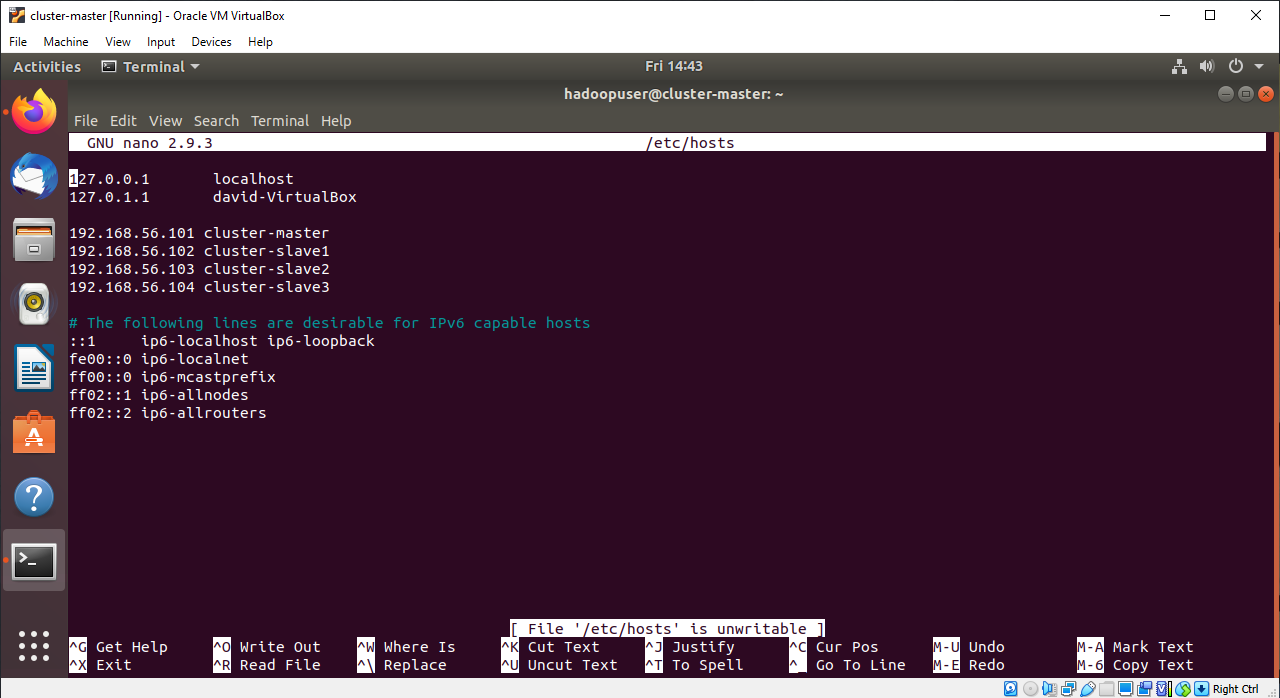 cluster-master [Running] - Oracle VM VirtualBox
File Machine View Input Devices Help
Activities Terminal Fri 14:43
hadoopuser@cluster-master: ~
File Edit View Search Terminal Help
GNU nano 2.9.3 /etc/hosts
127.0.0.1 localhost
127.0.1.1 david-VirtualBox
192.168.56.101 cluster-master
192.168.56.102 cluster-slave1
192.168.56.103 cluster-slave2
192.168.56.104 cluster-slave3
# The following lines are desirable for IPv6 capable hosts
::1 ip6-localhost ip6-loopback
fe00::0 ip6-localnet
ff00::0 ip6-mcastprefix
ff02::1 ip6-allnodes
ff02::2 ip6-allrouters
[ File '/etc/hosts' is unwritable ]
^G Get Help ^O Write Out ^W Where Is ^K Cut Text ^J Justify ^C Cur Pos M-U Undo M-A Mark Text
^X Exit ^R Read File ^\ Replace ^U Uncut Text ^T To Spell ^_ Go To Line M-E Redo M-6 Copy Text
Right Ctrl